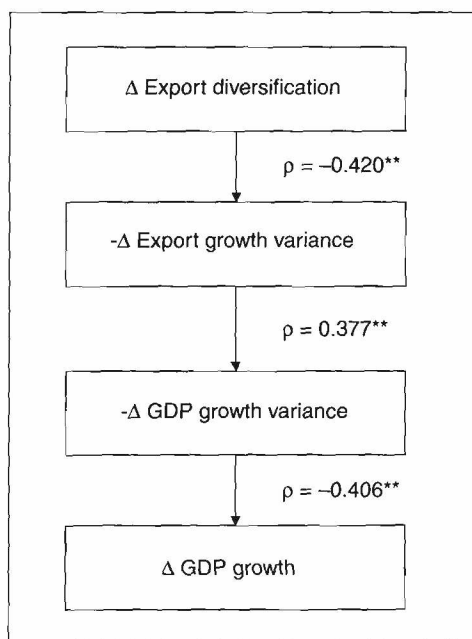 Δ Export diversification
ρ = –0.420**
-Δ Export growth variance
ρ = 0.377**
-Δ GDP growth variance
ρ = –0.406**
Δ GDP growth